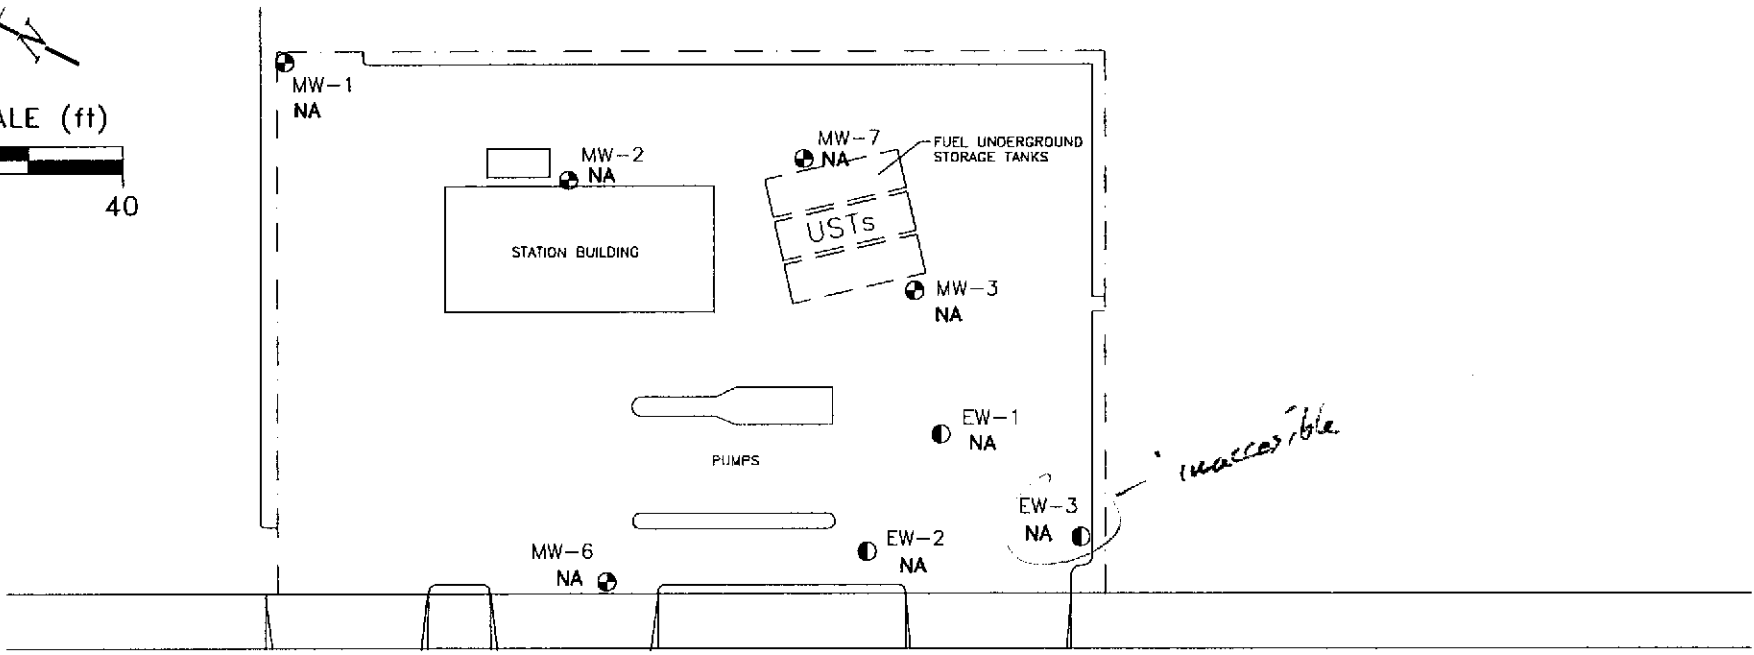 N
ALE (ft)
40
MW-1
NA
MW-2
NA
MW-7
NA
FUEL UNDERGROUND
STORAGE TANKS
USTs
STATION BUILDING
MW-3
NA
PUMPS
EW-1
NA
EW-3
NA
inaccesible
EW-2
NA
MW-6
NA